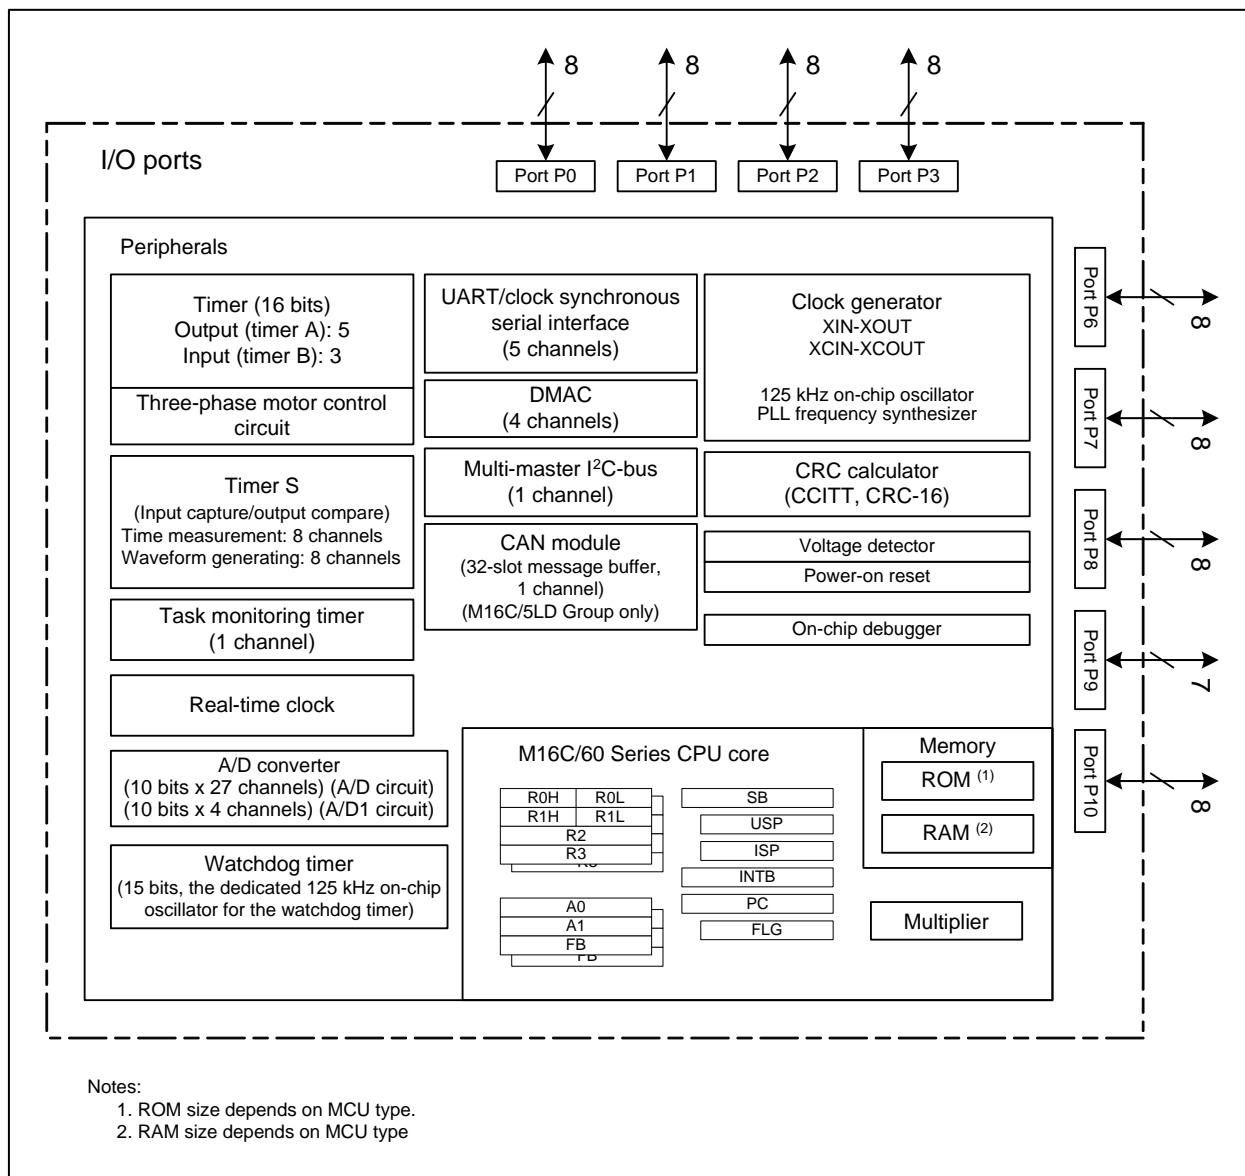 8
8
8
8
I/O ports
Port P0
Port P1
Port P2
Port P3
Peripherals
Timer (16 bits)
Output (timer A): 5
Input (timer B): 3
Three-phase motor control
circuit
Timer S
(Input capture/output compare)
Time measurement: 8 channels
Waveform generating: 8 channels
Task monitoring timer
(1 channel)
Real-time clock
A/D converter
(10 bits x 27 channels) (A/D circuit)
(10 bits x 4 channels) (A/D1 circuit)
Watchdog timer
(15 bits, the dedicated 125 kHz on-chip
oscillator for the watchdog timer)
UART/clock synchronous
serial interface
(5 channels)
DMAC
(4 channels)
Multi-master I²C-bus
(1 channel)
CAN module
(32-slot message buffer,
1 channel)
(M16C/5LD Group only)
Clock generator
XIN-XOUT
XCIN-XCOUT
125 kHz on-chip oscillator
PLL frequency synthesizer
CRC calculator
(CCITT, CRC-16)
Voltage detector
Power-on reset
On-chip debugger
M16C/60 Series CPU core
R0H
R0L
R1H
R1L
R2
R3
R3
A0
A1
FB
FB
SB
USP
ISP
INTB
PC
FLG
Memory
ROM (1)
RAM (2)
Multiplier
Port P6
8
Port P7
8
Port P8
8
Port P9
7
Port P10
8
Notes:
1. ROM size depends on MCU type.
2. RAM size depends on MCU type